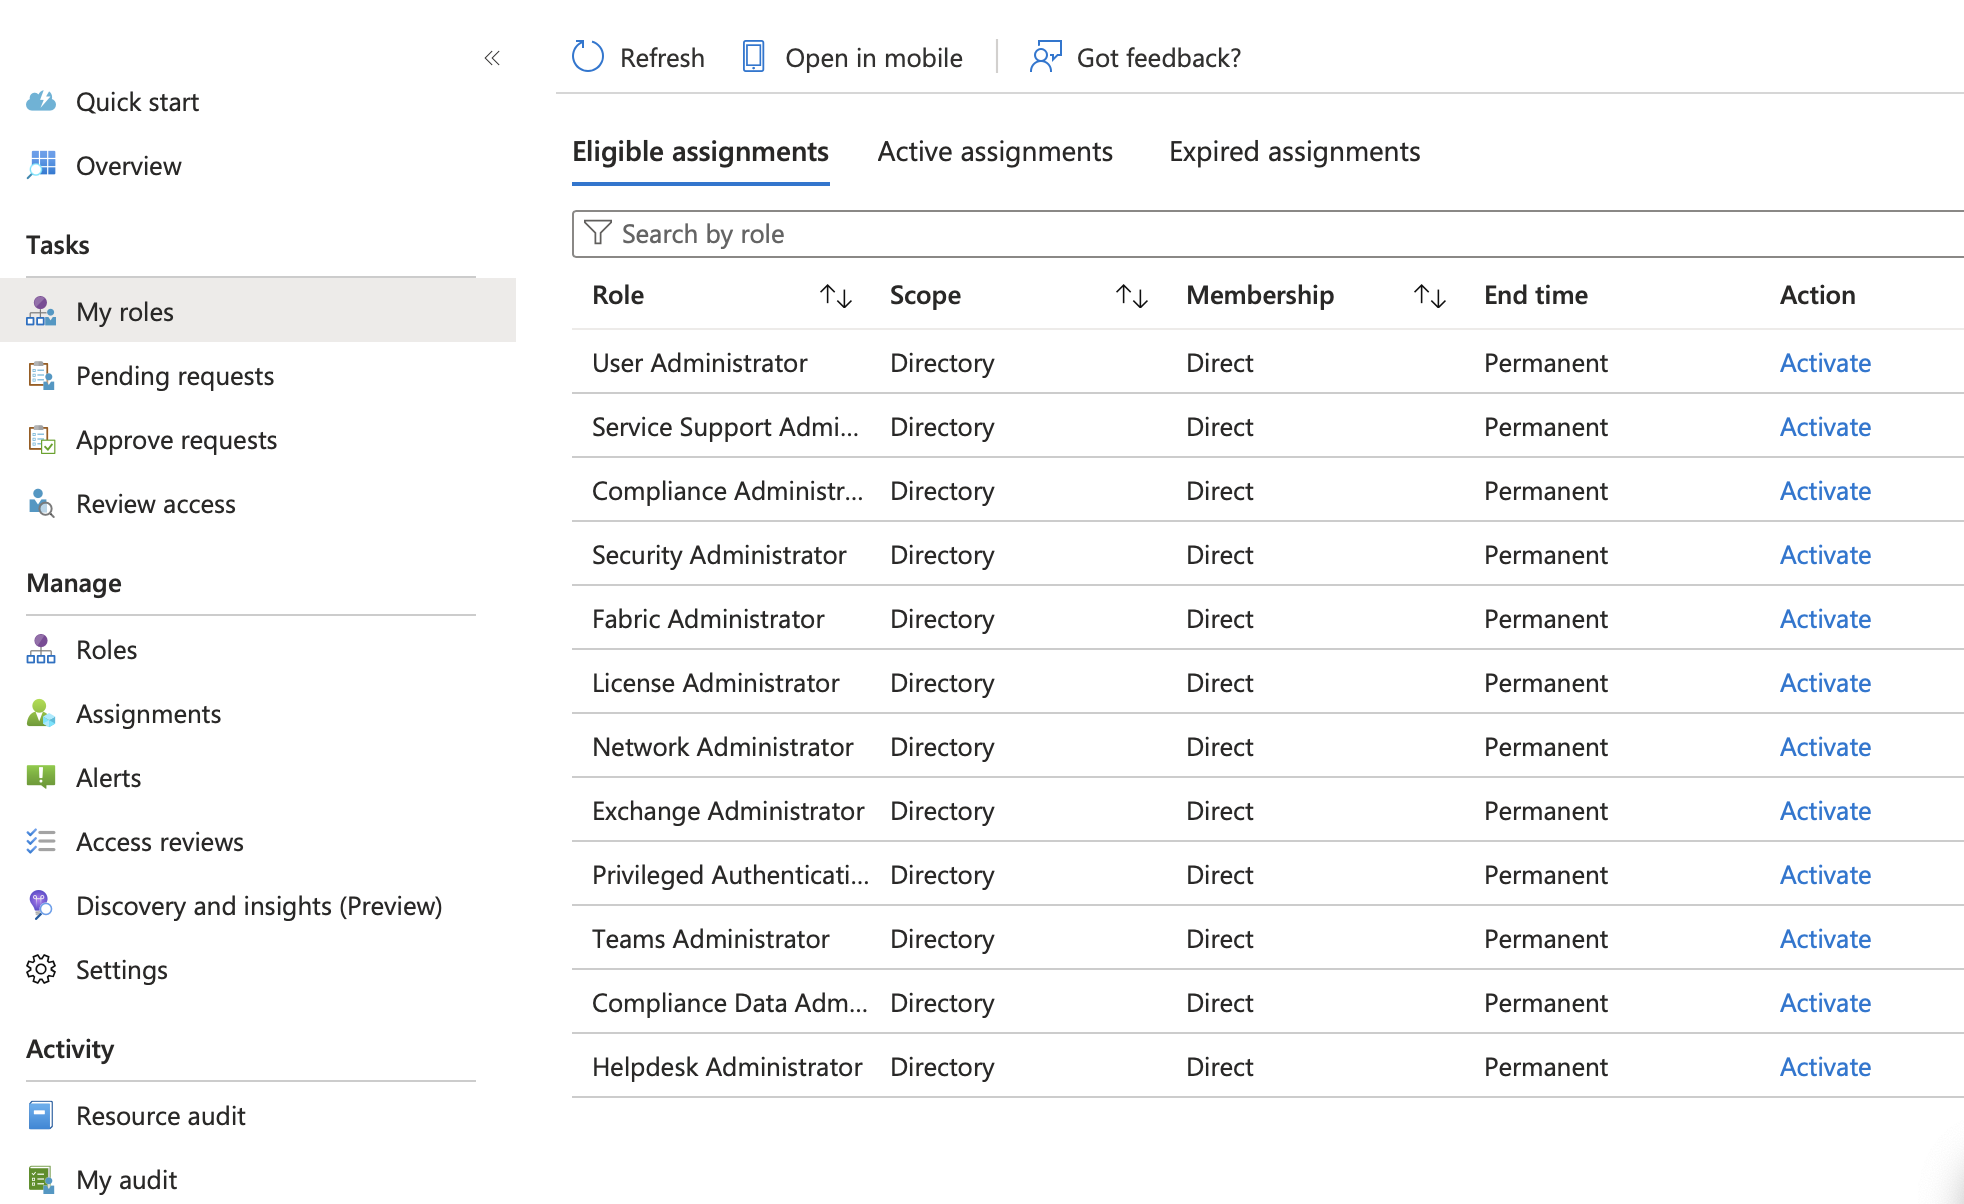 Quick start
Overview
Tasks
My roles
Pending requests
Approve requests
Review access
Manage
Roles
Assignments
Alerts
Access reviews
Discovery and insights (Preview)
Settings
Activity
Resource audit
My audit
Refresh Open in mobile Got feedback?
Eligible assignments Active assignments Expired assignments
Search by role
Role Scope Membership End time Action
User Administrator Directory Direct Permanent Activate
Service Support Admi... Directory Direct Permanent Activate
Compliance Administr... Directory Direct Permanent Activate
Security Administrator Directory Direct Permanent Activate
Fabric Administrator Directory Direct Permanent Activate
License Administrator Directory Direct Permanent Activate
Network Administrator Directory Direct Permanent Activate
Exchange Administrator Directory Direct Permanent Activate
Privileged Authenticati... Directory Direct Permanent Activate
Teams Administrator Directory Direct Permanent Activate
Compliance Data Adm... Directory Direct Permanent Activate
Helpdesk Administrator Directory Direct Permanent Activate